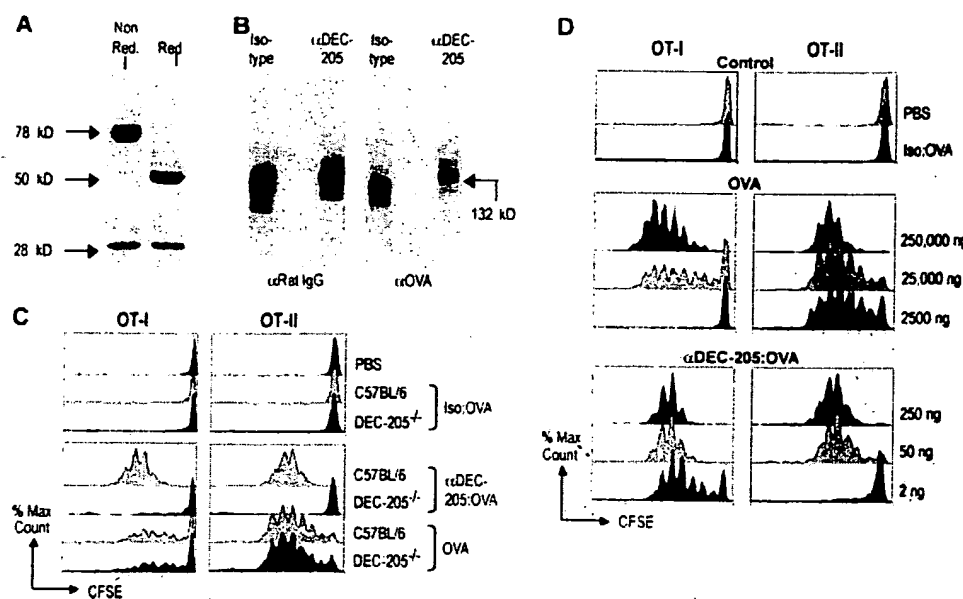 A
Non
Red.
Red
78 kD
50 kD
28 kD
B
Iso-
type
αDEC-
205
Iso-
type
αDEC-
205
132 kD
αRat IgG
αOVA
C
OT-I
OT-II
PBS
C57BL/6
DEC-205-/-
Iso:OVA
C57BL/6
DEC-205-/-
αDEC-
205:OVA
C57BL/6
DEC-205-/-
OVA
% Max
Count
CFSE
D
OT-I
OT-II
Control
PBS
Iso:OVA
OVA
250,000 ng
25,000 ng
2500 ng
αDEC-205:OVA
250 ng
50 ng
2 ng
% Max
Count
CFSE